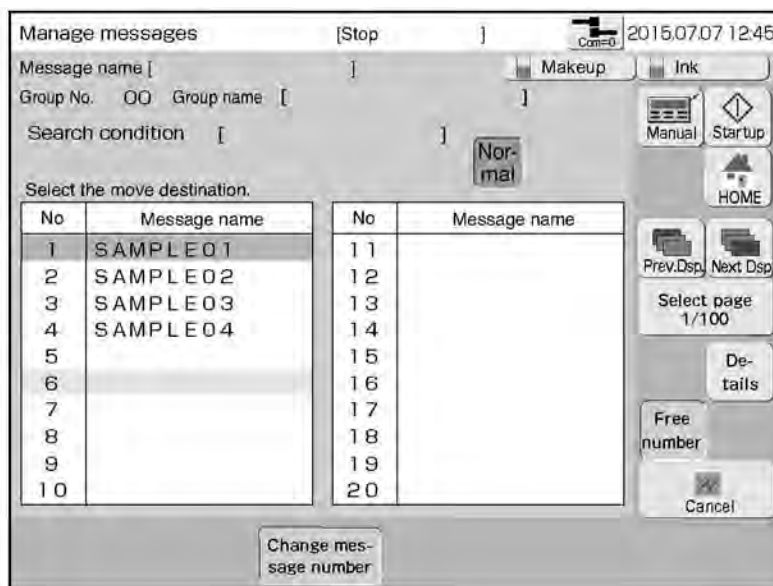 Manage messages [Stop ] Com=0 2015.07.07 12:45
Message name [ ] Makeup Ink
Group No. 00 Group name [ ]
Manual Startup
Search condition [ ]
Nor-
mal
HOME
Select the move destination.
No Message name No Message name
1 SAMPLE01 11
2 SAMPLE02 12
3 SAMPLE03 13
4 SAMPLE04 14
5 15
6 16
7 17
8 18
9 19
10 20
Prev.Dsp. Next Dsp
Select page
1/100
De-
tails
Free
number
Cancel
Change mes-
sage number